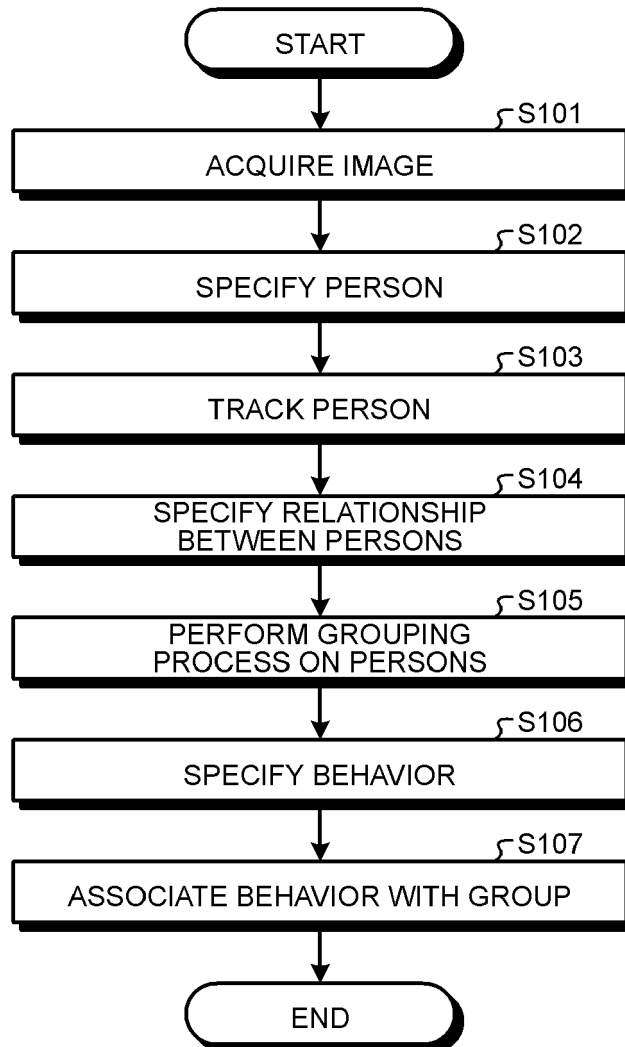 START
S101
ACQUIRE IMAGE
S102
SPECIFY PERSON
S103
TRACK PERSON
S104
SPECIFY RELATIONSHIP
BETWEEN PERSONS
S105
PERFORM GROUPING
PROCESS ON PERSONS
S106
SPECIFY BEHAVIOR
S107
ASSOCIATE BEHAVIOR WITH GROUP
END